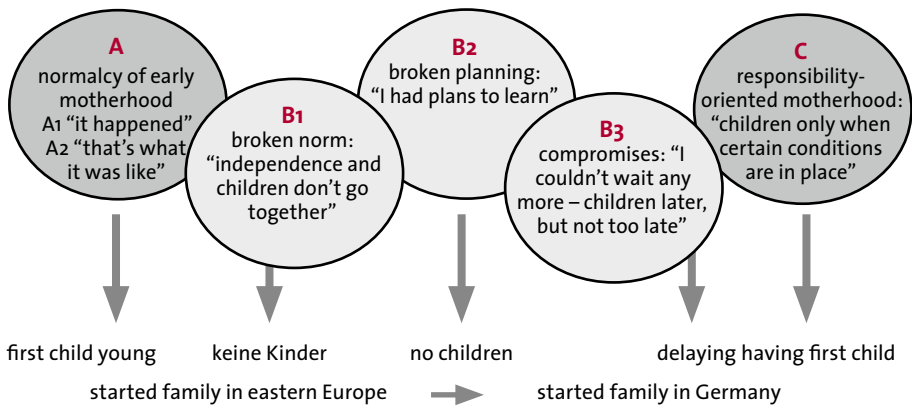 A
normalcy of early
motherhood
A1 “it happened”
A2 “that’s what
it was like”
B1
broken norm:
“independence and
children don’t go
together”
B2
broken planning:
“I had plans to learn”
B3
compromises: “I
couldn’t wait any
more – children later,
but not too late”
C
responsibility-
oriented motherhood:
“children only when
certain conditions
are in place”
first child young
keine Kinder
no children
delaying having first child
started family in eastern Europe
started family in Germany